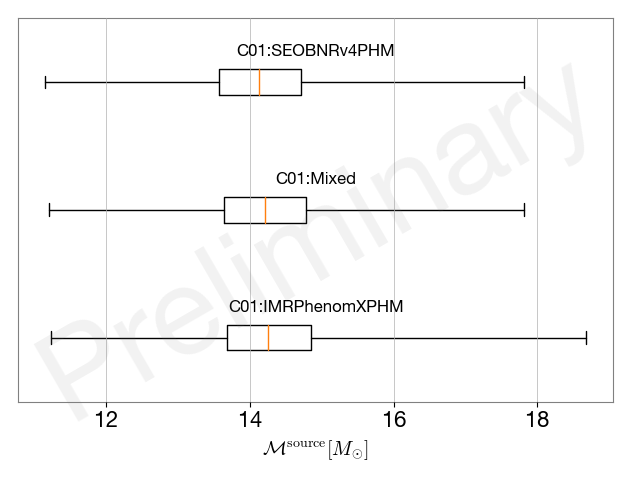 C01:SEOBNRv4PHM
C01:Mixed
C01:IMRPhenomXPHM
Preliminary
12 14 16 18
ℳ^source [M_⊙]